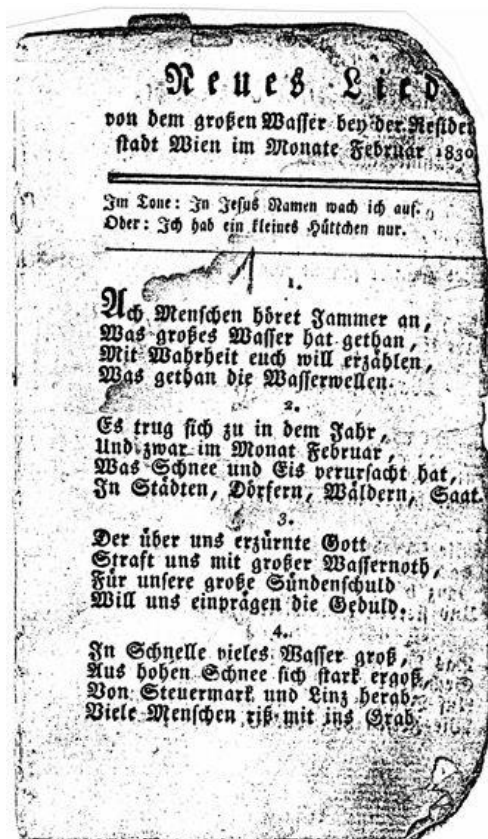 Neues Lied
von dem großen Wasser bey der Residen
stadt Wien im Monate Februar 1830
Im Tone: In Jesus Namen wach ich auf.
Oder: Ich hab ein kleines Hüttchen nur.
1.
Ach Menschen höret Jammer an,
Was großes Wasser hat gethan,
Mit Wahrheit euch will erzählen,
Was gethan die Wasserwellen.
2.
Es trug sich zu in dem Jahr,
Und zwar im Monat Februar,
Was Schnee und Eis verursacht hat,
In Städten, Dörfern, Wäldern, Saat.
3.
Der über uns erzürnte Gott
Straft uns mit großer Wassernoth,
Für unsere große Sündenschuld
Will uns einprägen die Geduld.
4.
In Schnelle vieles Wasser groß,
Aus hohen Schnee sich stark ergoß,
Von Steuermark und Linz herab
Viele Menschen riß mit ins Grab